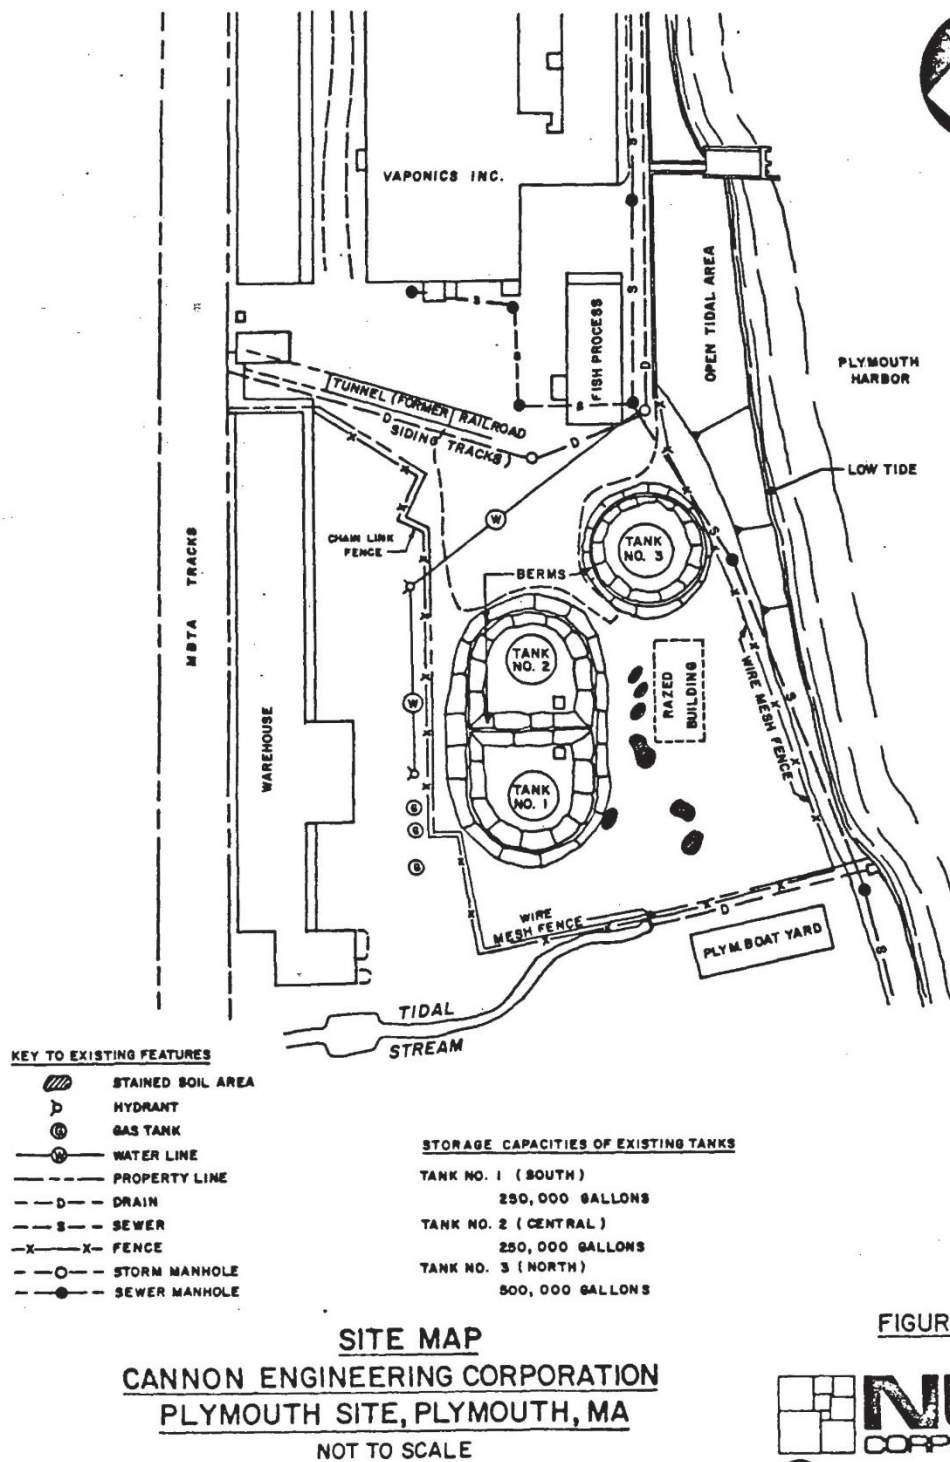 VAPONICS INC.
S
S
S
S
FISH PROCESS
D
OPEN TIDAL AREA
PLYMOUTH
HARBOR
TUNNEL (FORMER) RAILROAD
D
SIDING TRACKS)
S
D
X
X
X
LOW TIDE
W
X
X
CHAIN LINK
FENCE
S
TANK
NO. 3
BERMS
MBTA TRACKS
TANK
NO. 2
RAZED
BUILDING
WIRE MESH FENCE
S
W
WAREHOUSE
TANK
NO. 1
G
G
G
WIRE
MESH FENCE
D
PLYM. BOAT YARD
S
TIDAL
STREAM
KEY TO EXISTING FEATURES
STAINED SOIL AREA
HYDRANT
G GAS TANK
W WATER LINE
PROPERTY LINE
D DRAIN
S SEWER
X X FENCE
STORM MANHOLE
SEWER MANHOLE
STORAGE CAPACITIES OF EXISTING TANKS
TANK NO. 1 (SOUTH)
250,000 GALLONS
TANK NO. 2 (CENTRAL)
250,000 GALLONS
TANK NO. 3 (NORTH)
500,000 GALLONS
SITE MAP
CANNON ENGINEERING CORPORATION
PLYMOUTH SITE, PLYMOUTH, MA
NOT TO SCALE
FIGUR
NU
CORP